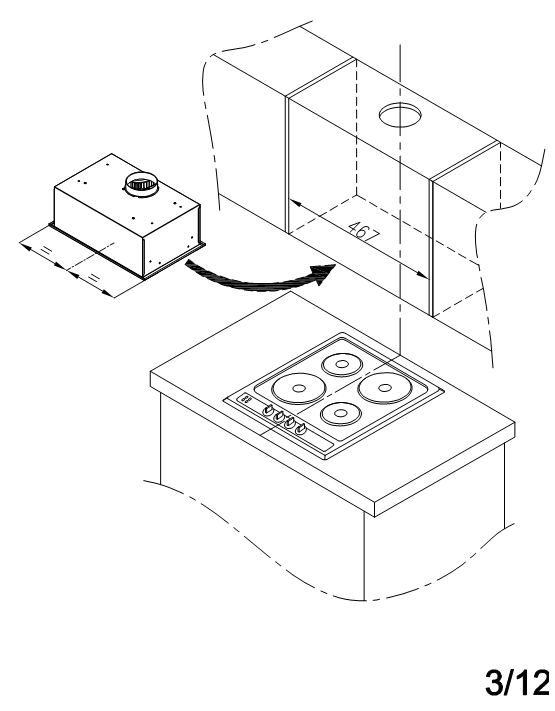 467
=
=
3/12